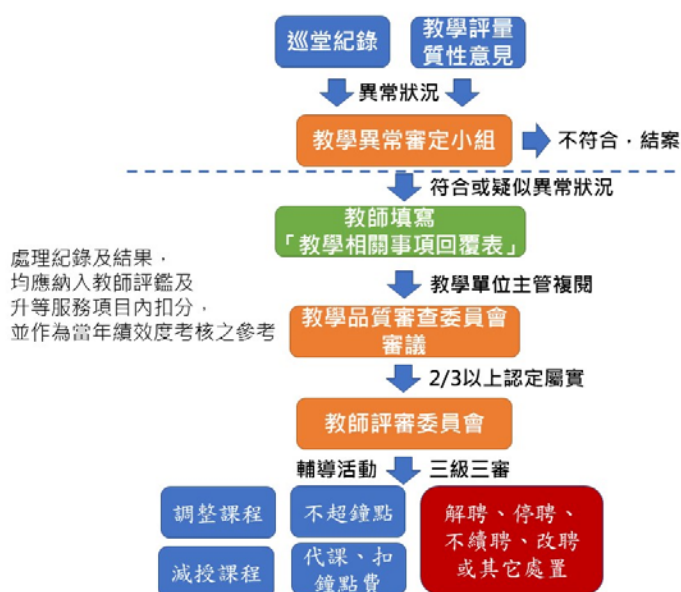 巡堂紀錄
教學評量
質性意見
異常狀況
教學異常審定小組
不符合,結案
符合或疑似異常狀況
教師填寫
「教學相關事項回覆表」
處理紀錄及結果,
均應納入教師評鑑及
升等服務項目內扣分,
並作為當年績效度考核之參考
教學單位主管複閱
教學品質審查委員會
審議
2/3以上認定屬實
教師評審委員會
輔導活動
三級三審
調整課程
不超鐘點
減授課程
代課、扣
鐘點費
解聘、停聘、
不續聘、改聘
或其它處置